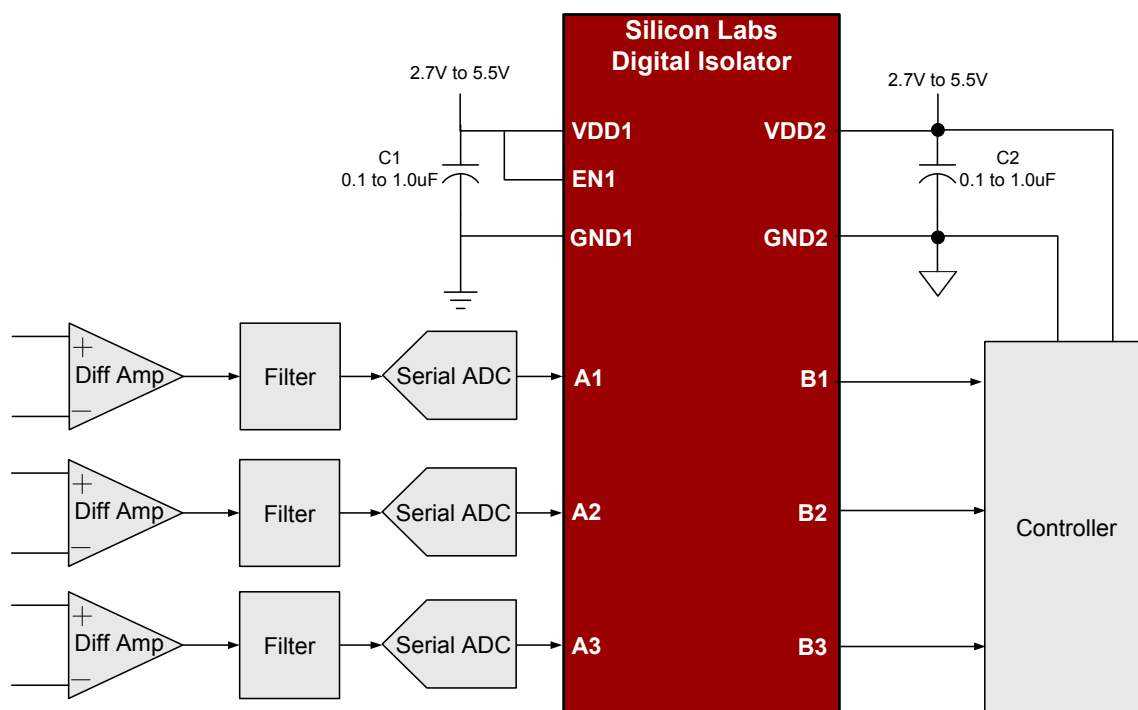 Silicon Labs
Digital Isolator
2.7V to 5.5V
2.7V to 5.5V
VDD1
VDD2
C1
0.1 to 1.0uF
EN1
C2
0.1 to 1.0uF
GND1
GND2
+
Diff Amp
−
Filter
Serial ADC
A1
B1
+
Diff Amp
−
Filter
Serial ADC
A2
B2
Controller
+
Diff Amp
−
Filter
Serial ADC
A3
B3